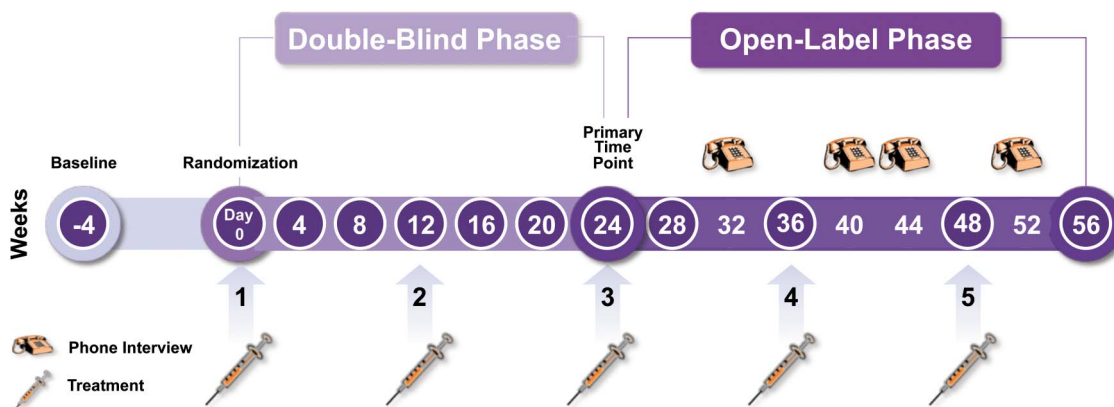 Double-Blind Phase
Open-Label Phase
Baseline
Randomization
Primary
Time
Point
Weeks
-4
Day
0
4
8
12
16
20
24
28
32
36
40
44
48
52
56
1
2
3
4
5
Phone Interview
Treatment